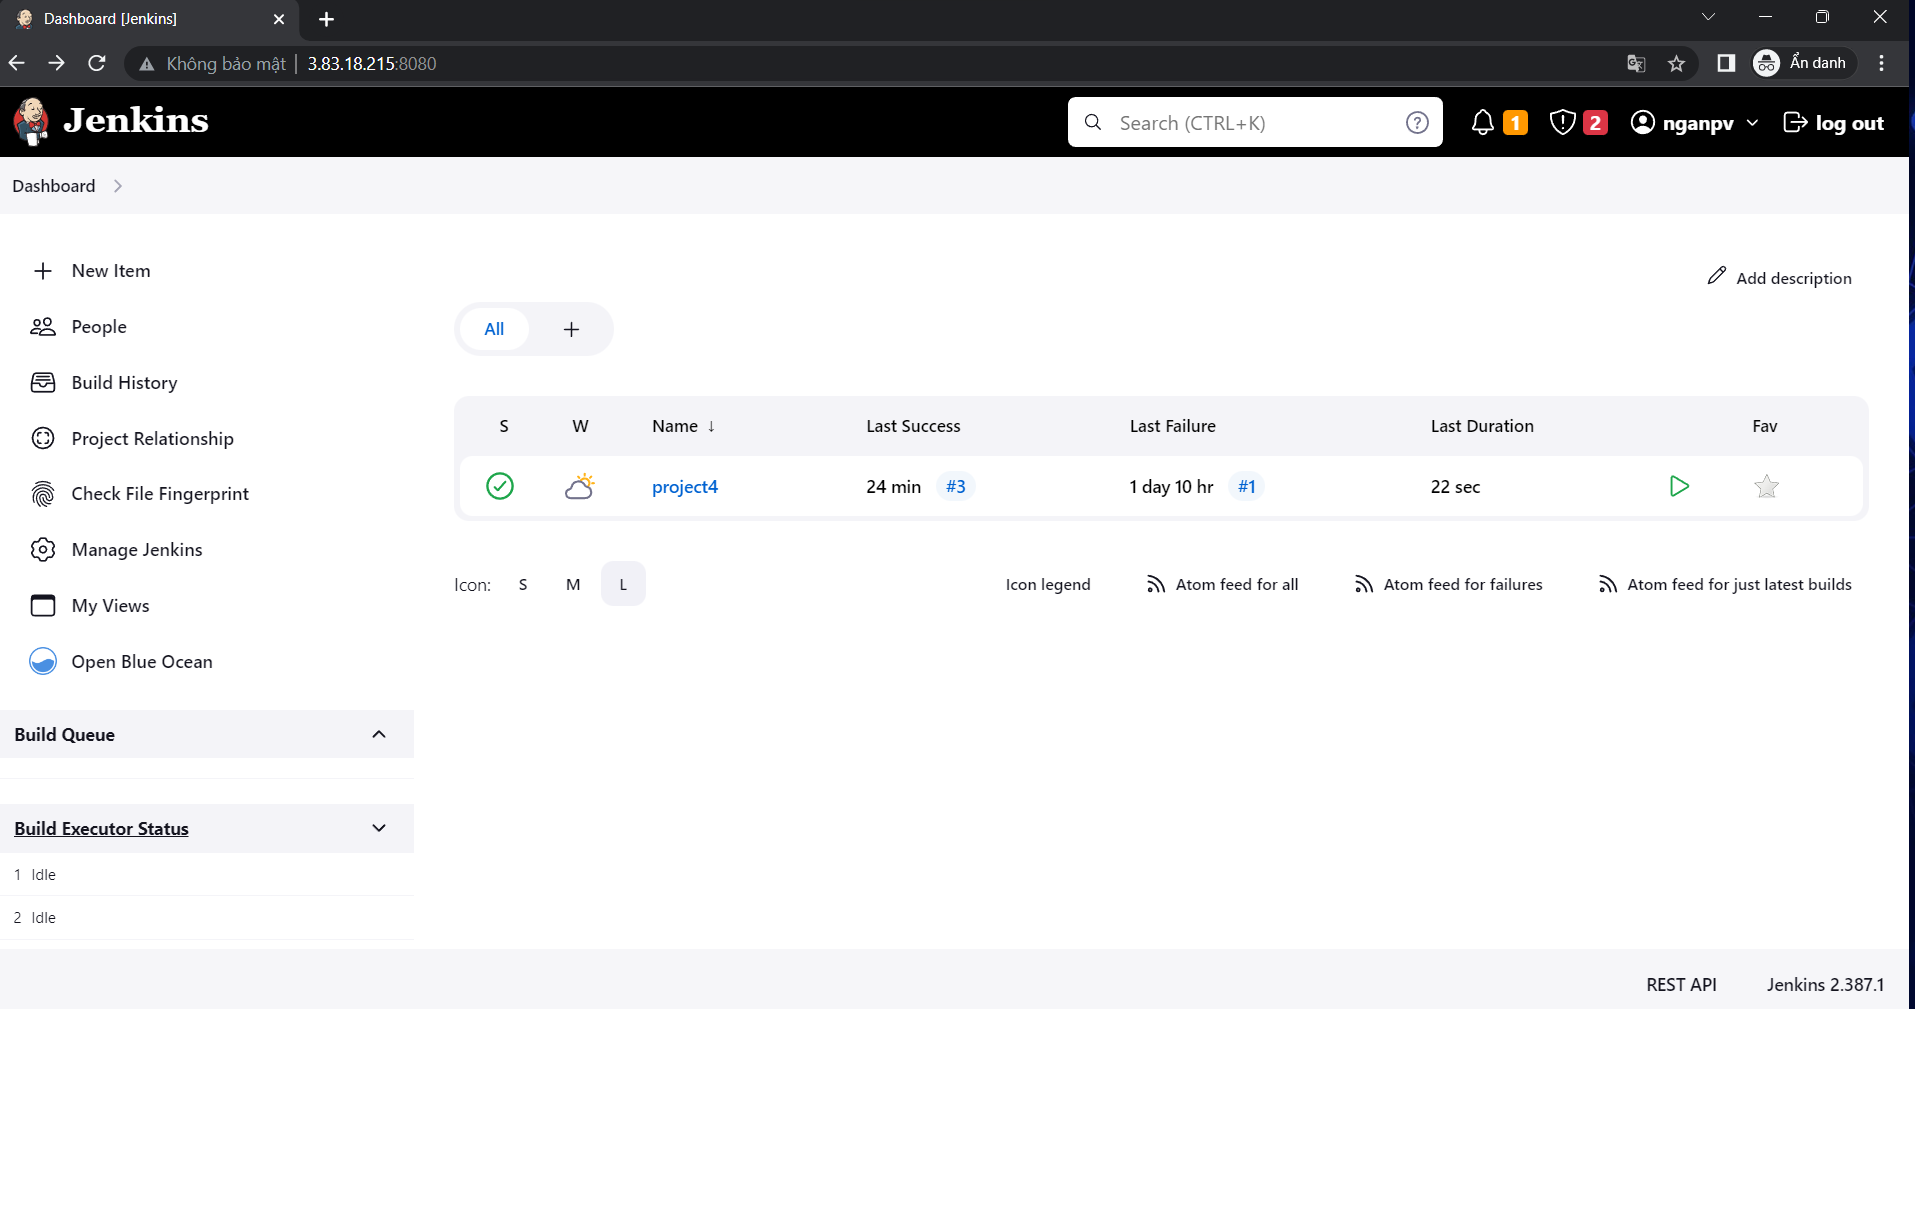 Dashboard [Jenkins]
Không bảo mật 3.83.18.215:8080
Ẩn danh
Jenkins
Search (CTRL+K)
1
2
nganpv
log out
Dashboard
New Item
People
Build History
Project Relationship
Check File Fingerprint
Manage Jenkins
My Views
Open Blue Ocean
Build Queue
Build Executor Status
1 Idle
2 Idle
Add description
All
S W Name ↓ Last Success Last Failure Last Duration Fav
project4 24 min #3 1 day 10 hr #1 22 sec
Icon: S M L
Icon legend Atom feed for all Atom feed for failures Atom feed for just latest builds
REST API Jenkins 2.387.1